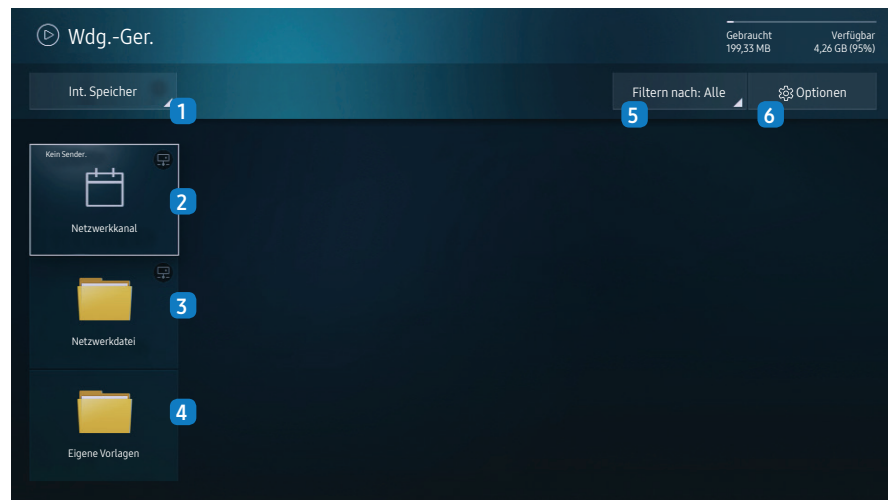 Wdg.-Ger.
Gebraucht Verfügbar
199,33 MB 4,26 GB (95%)
Int. Speicher
Filtern nach: Alle
Optionen
1
5
6
Kein Sender.
2
Netzwerkkanal
3
Netzwerkdatei
4
Eigene Vorlagen